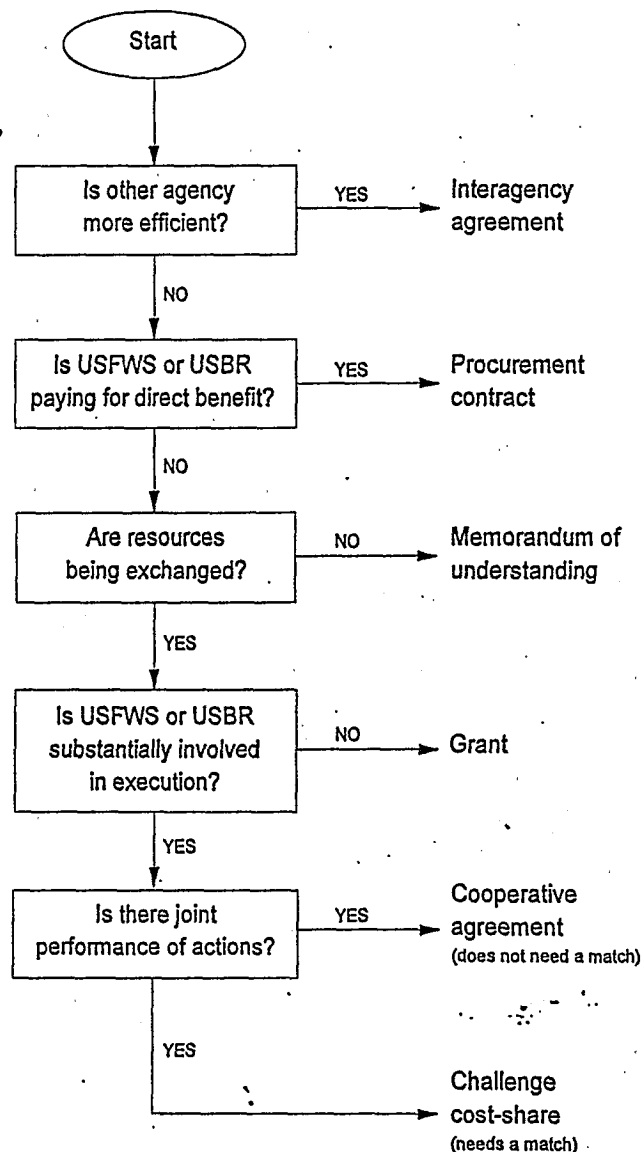 Start
Is other agency
more efficient?
YES
Interagency
agreement
NO
Is USFWS or USBR
paying for direct benefit?
YES
Procurement
contract
NO
Are resources
being exchanged?
NO
Memorandum of
understanding
YES
Is USFWS or USBR
substantially involved
in execution?
NO
Grant
YES
Is there joint
performance of actions?
YES
Cooperative
agreement
(does not need a match)
YES
Challenge
cost-share
(needs a match)